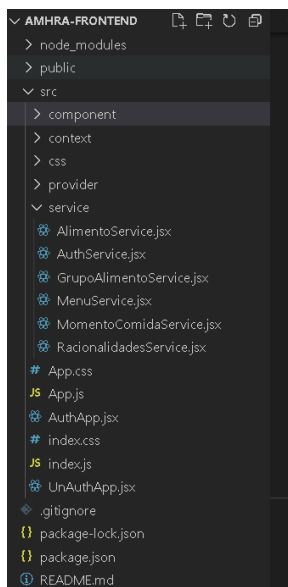 AMHRA-FRONTEND
node_modules
public
src
component
context
css
provider
service
AlimentoService.jsx
AuthService.jsx
GrupoAlimentoService.jsx
MenuService.jsx
MomentoComidaService.jsx
RacionalidadesService.jsx
# App.css
JS App.js
AuthApp.jsx
# index.css
JS index.js
UnAuthApp.jsx
.gitignore
{} package-lock.json
{} package.json
README.md